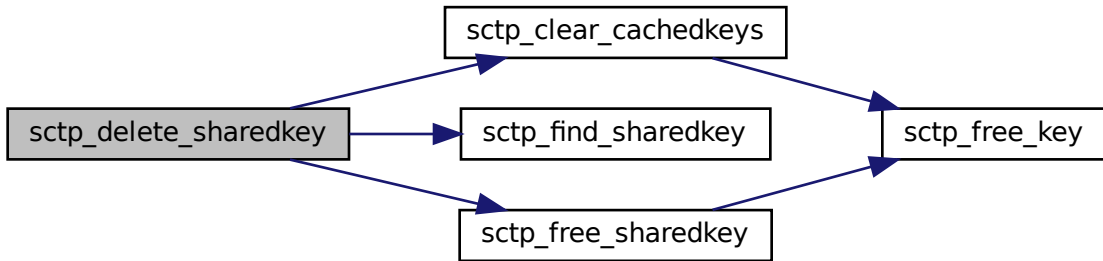 sctp_clear_cachedkeys
sctp_delete_sharedkey
sctp_find_sharedkey
sctp_free_key
sctp_free_sharedkey